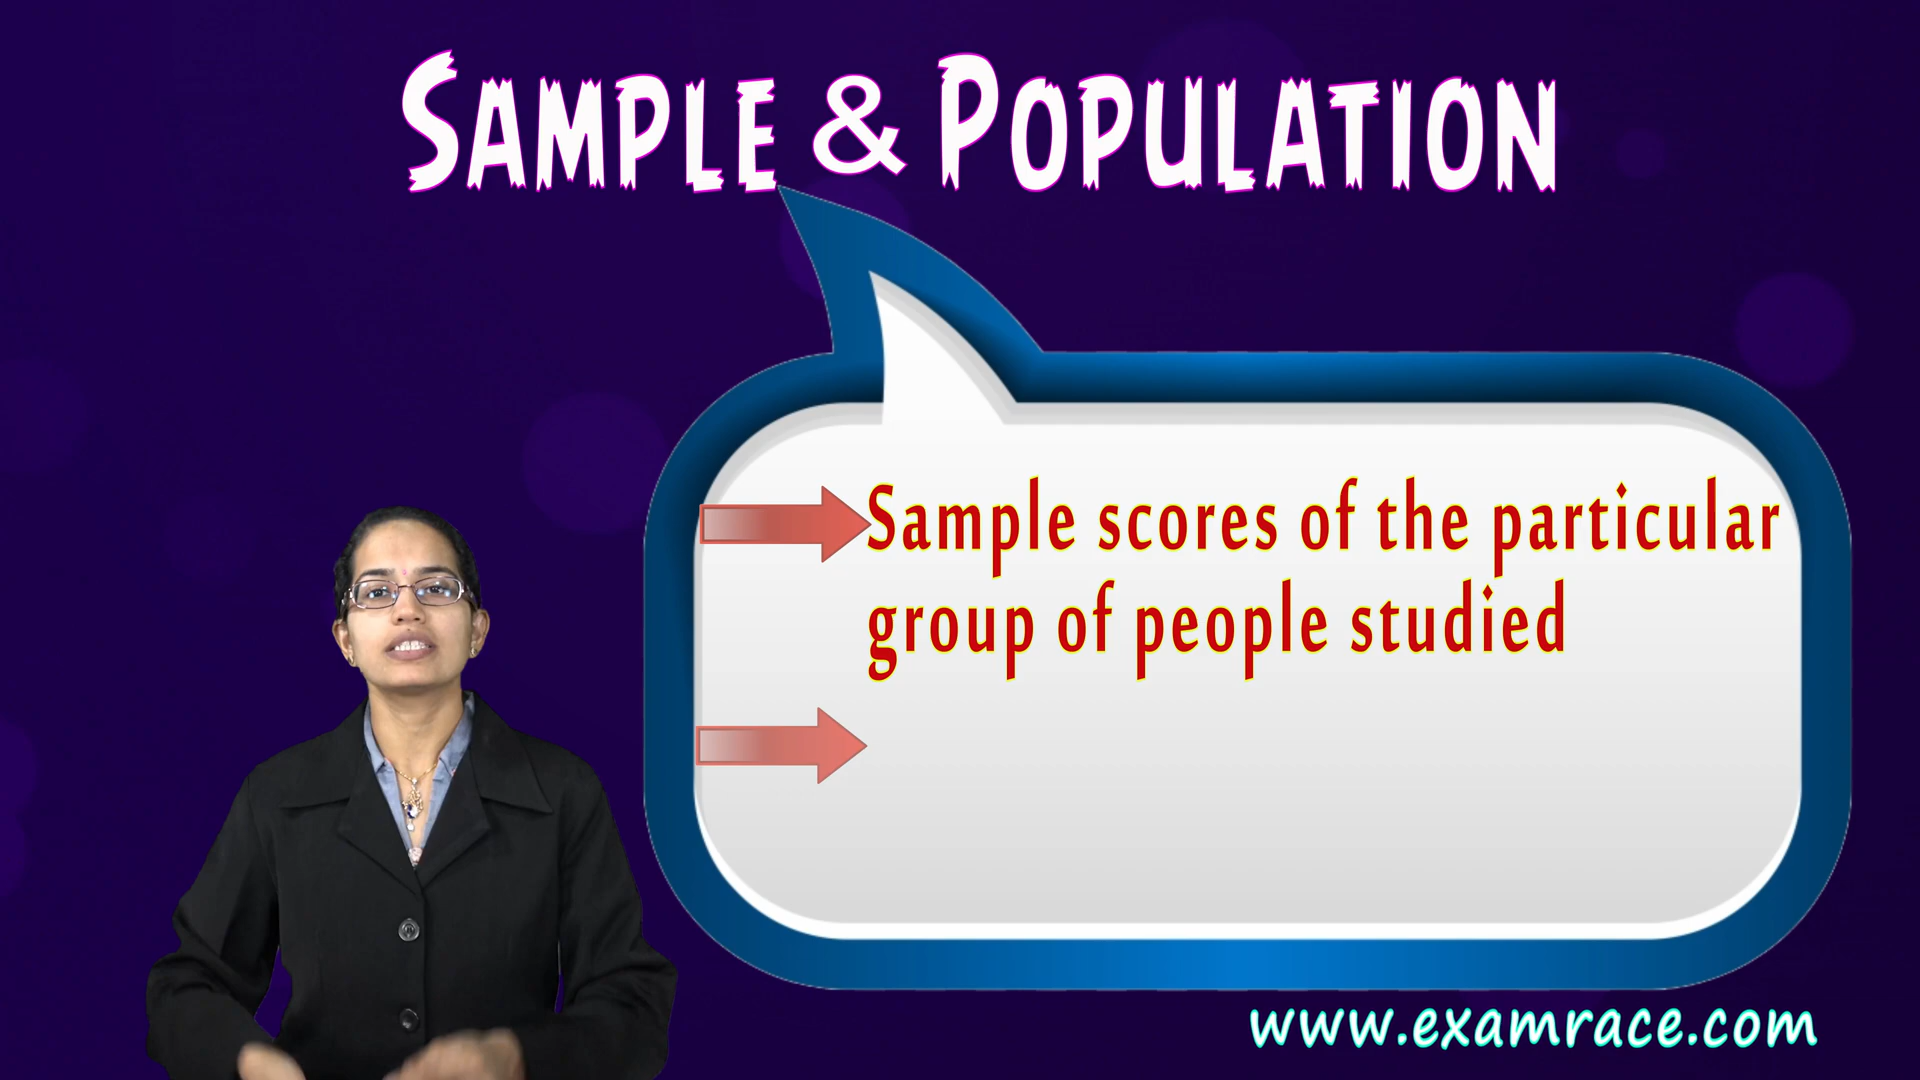 Sample & Population
Sample scores of the particular
group of people studied
www.examrace.com